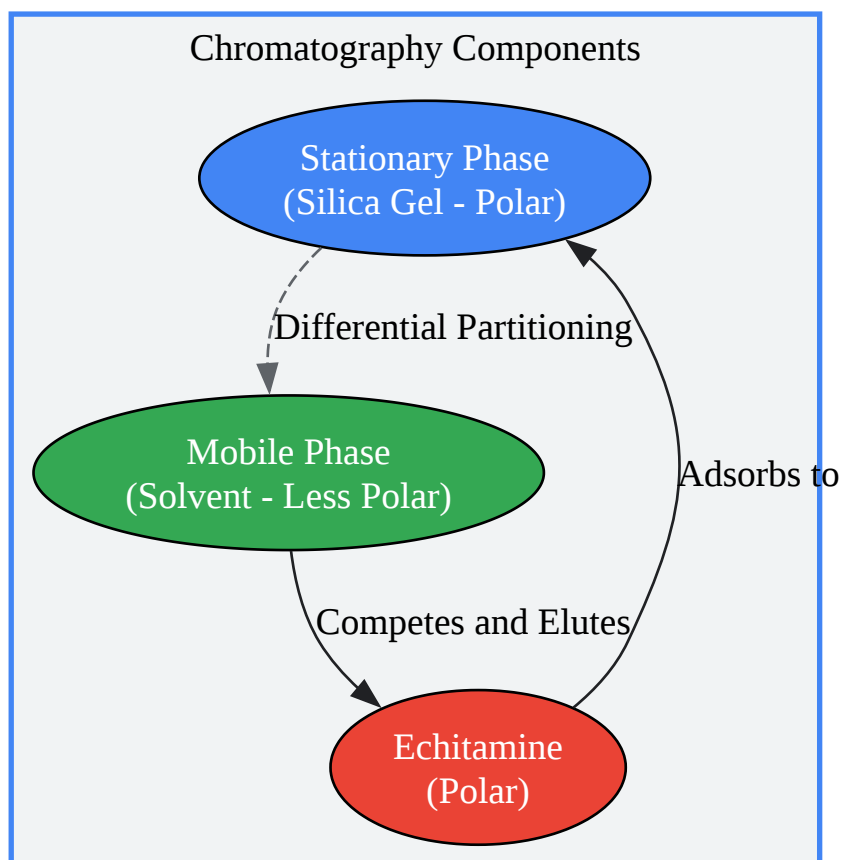 Chromatography Components
Stationary Phase
(Silica Gel - Polar)
Differential Partitioning
Mobile Phase
(Solvent - Less Polar)
Adsorbs to
Competes and Elutes
Echitamine
(Polar)